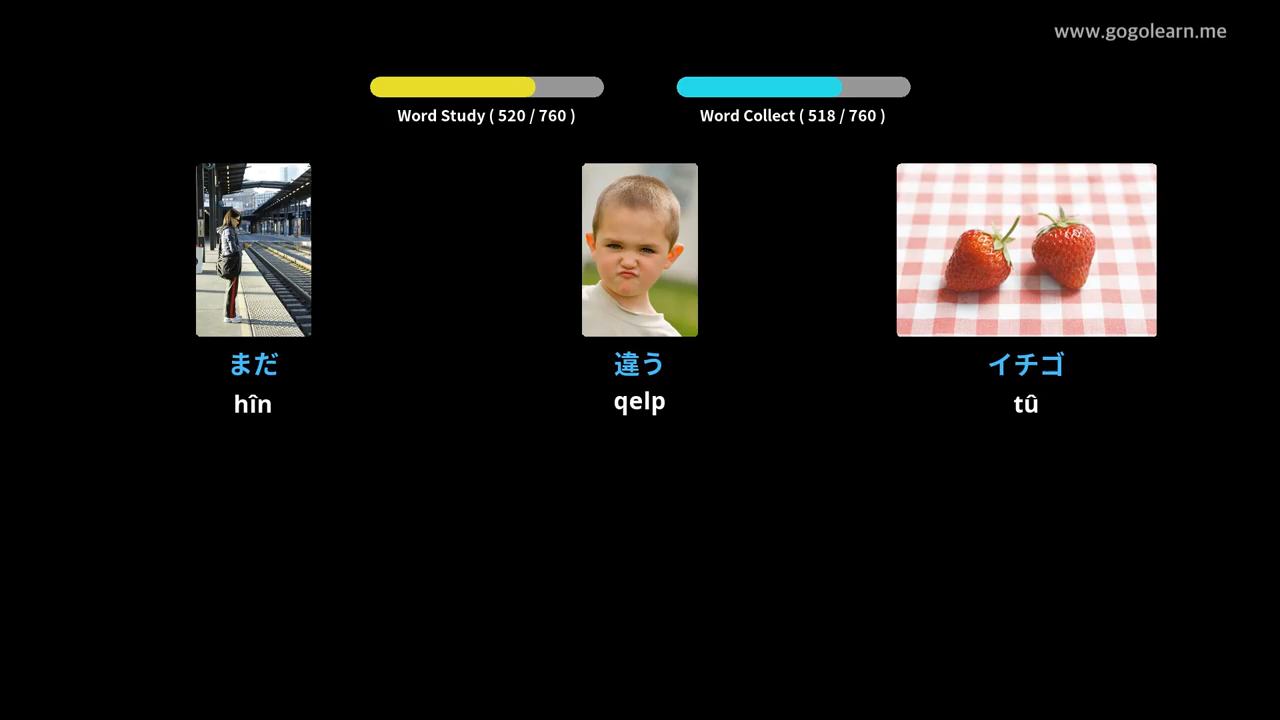 www.gogolearn.me
Word Study ( 520 / 760 )
Word Collect ( 518 / 760 )
まだ
hîn
違う
qelp
イチゴ
tû